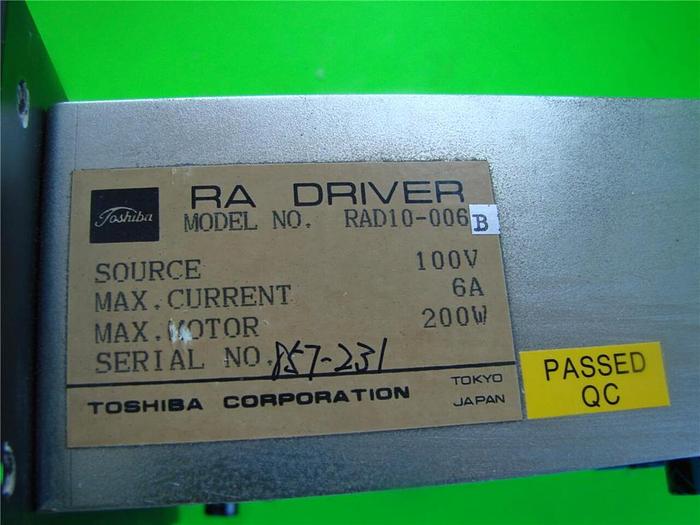 Toshiba
RA DRIVER
MODEL NO. RAD10-006B
SOURCE 100V
MAX.CURRENT 6A
MAX.MOTOR 200W
SERIAL NO. 857-231
TOSHIBA CORPORATION TOKYO JAPAN
PASSED
QC